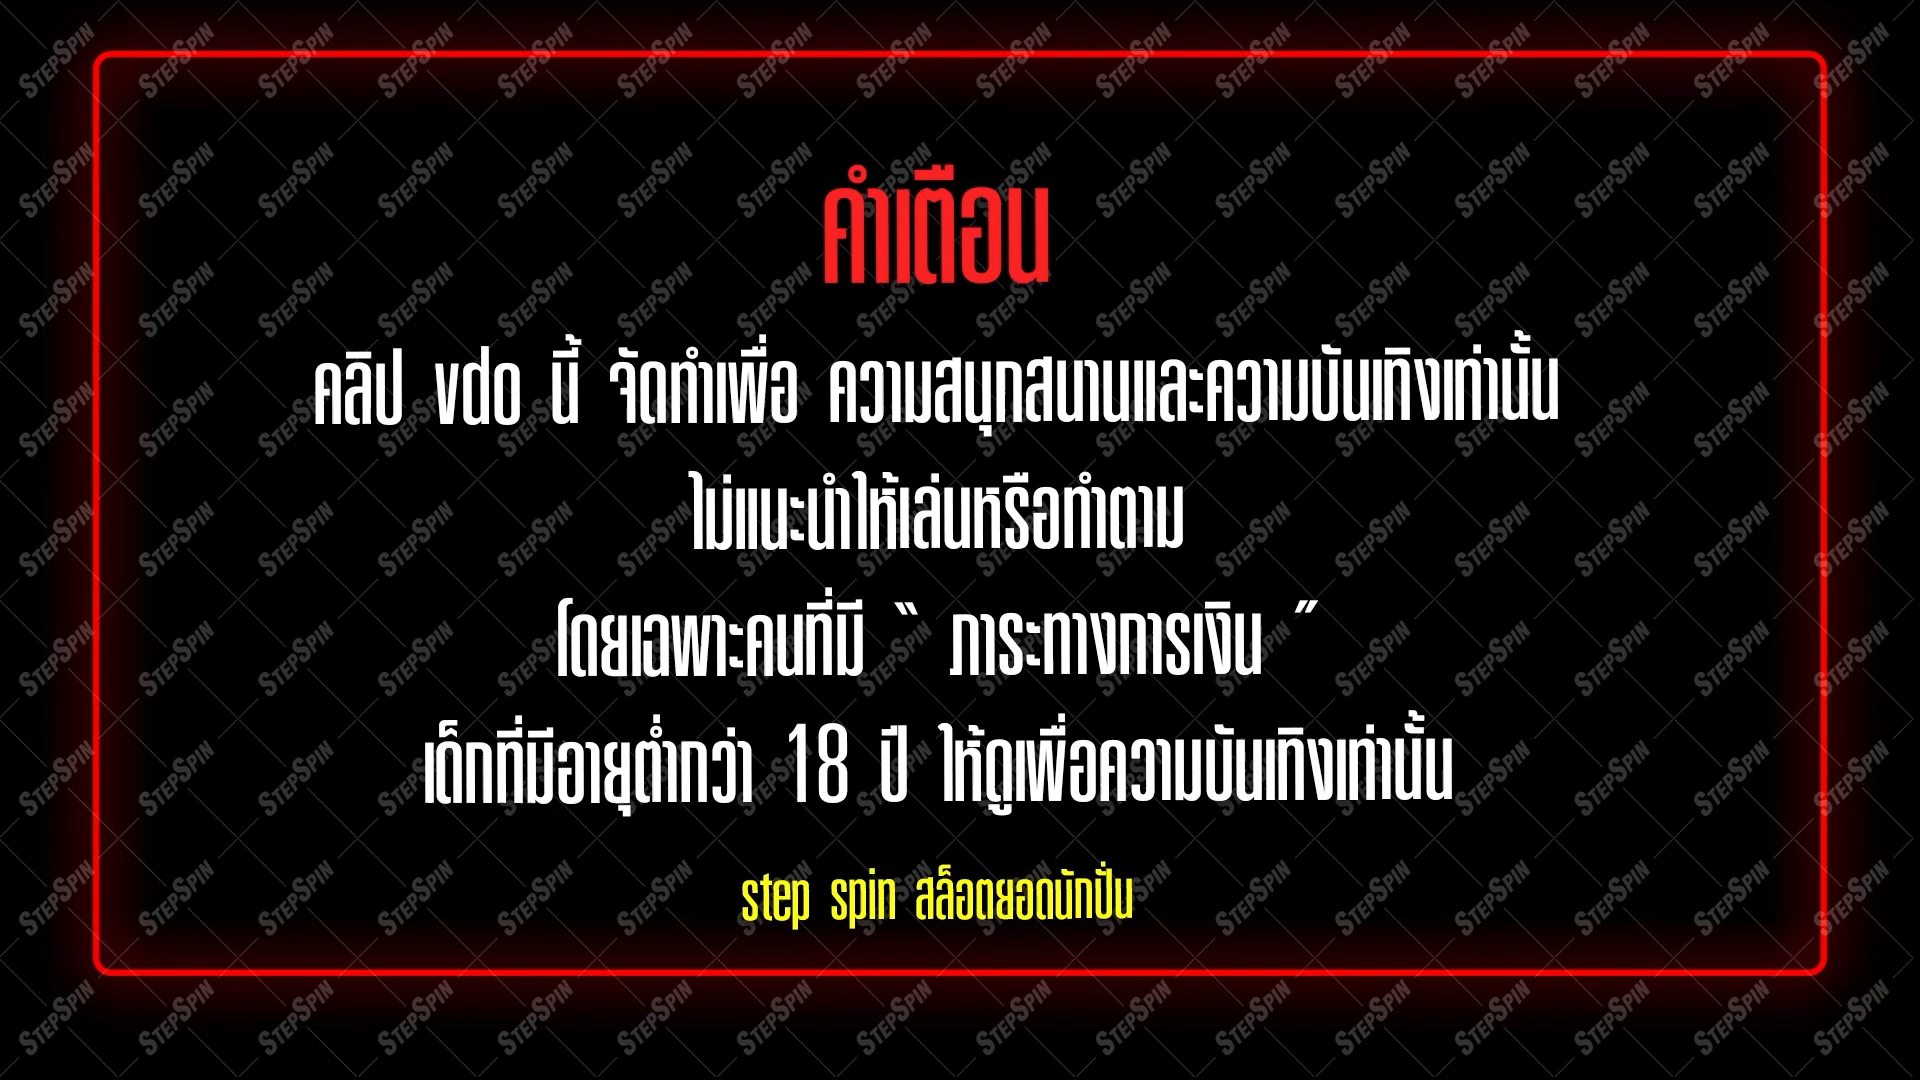 คำเตือน
คลิป vdo นี้ จัดทำเพื่อ ความสนุกสนานและความบันเทิงเท่านั้น
ไม่แนะนำให้เล่นหรือทำตาม
โดยเฉพาะคนที่มี “ ภาระทางการเงิน ”
เด็กที่มีอายุต่ำกว่า 18 ปี ให้ดูเพื่อความบันเทิงเท่านั้น
step spin สล็อตยอดนักปั่น
STEPSPIN